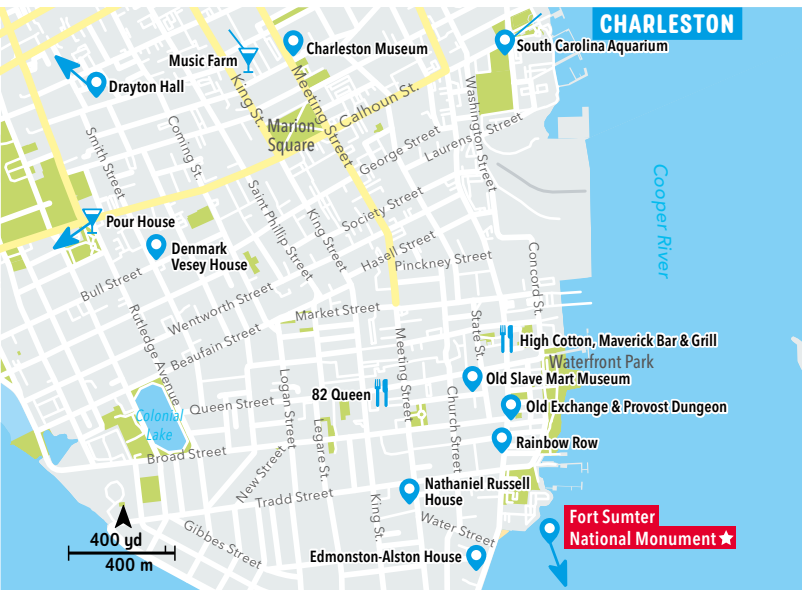 CHARLESTON
South Carolina Aquarium
Charleston Museum
Music Farm
Drayton Hall
King St.
Meeting Street
Calhoun St.
Washington Street
Marion
Square
Smith Street
Coming St.
George Street
Laurens Street
Cooper River
Pour House
Denmark
Vesey House
Saint Phillip Street
King Street
Society Street
Hasell Street
Pinckney Street
Concord St.
Bull Street
Wentworth Street
Market Street
Beaufain Street
Rutledge Avenue
State St.
High Cotton, Maverick Bar & Grill
Waterfront Park
Meeting Street
Old Slave Mart Museum
82 Queen
Old Exchange & Provost Dungeon
Queen Street
Logan Street
Church Street
Colonial
Lake
Legare St.
Rainbow Row
Broad Street
New Street
Nathaniel Russell
House
Tradd Street
King St.
Water Street
Fort Sumter
National Monument
Gibbes Street
Edmonston-Alston House
400 yd
400 m